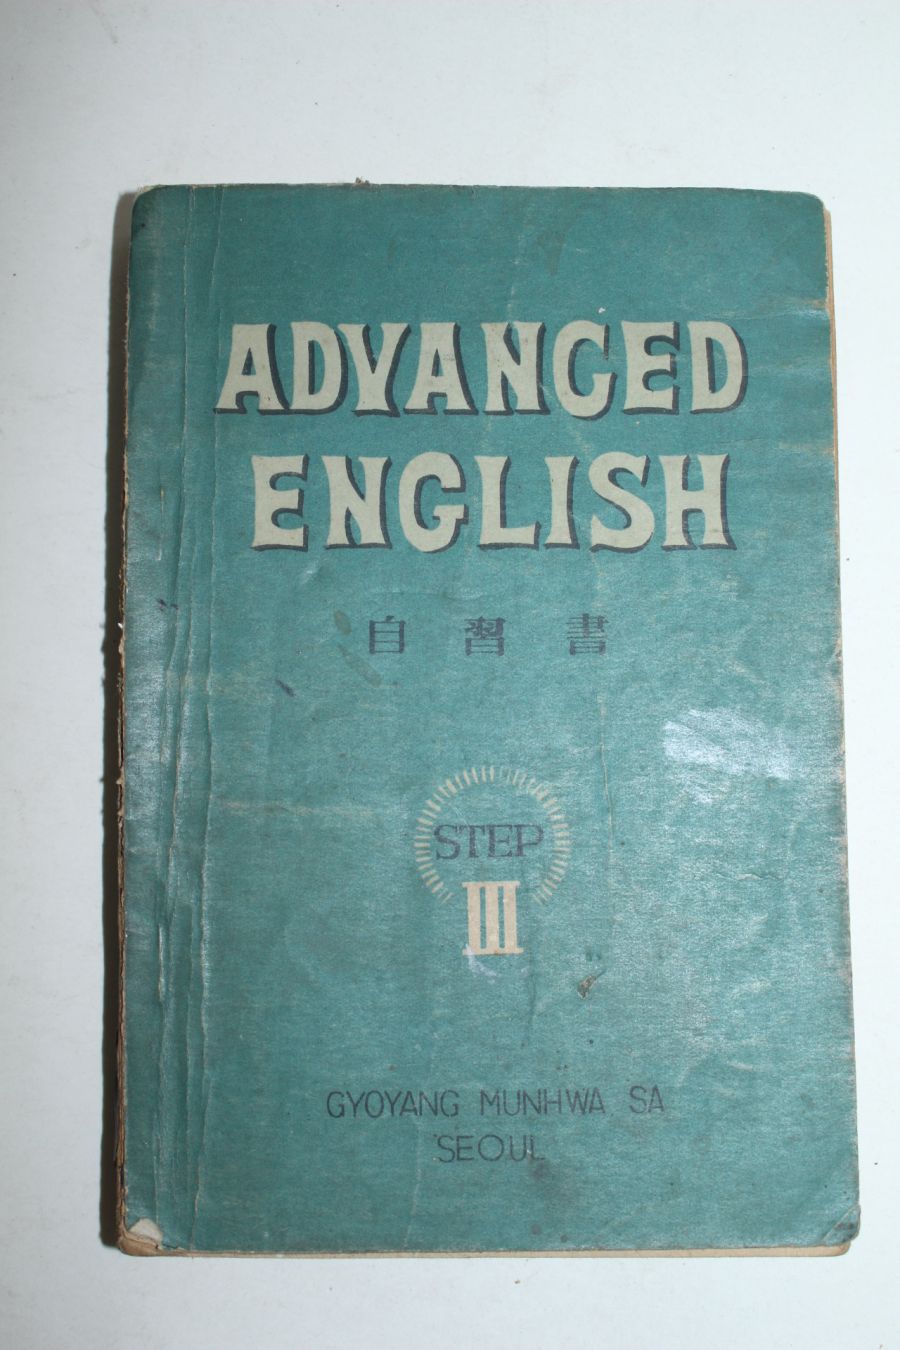 ADVANCED
ENGLISH
自習書
STEP
III
GYOYANG MUNHWA SA
SEOUL